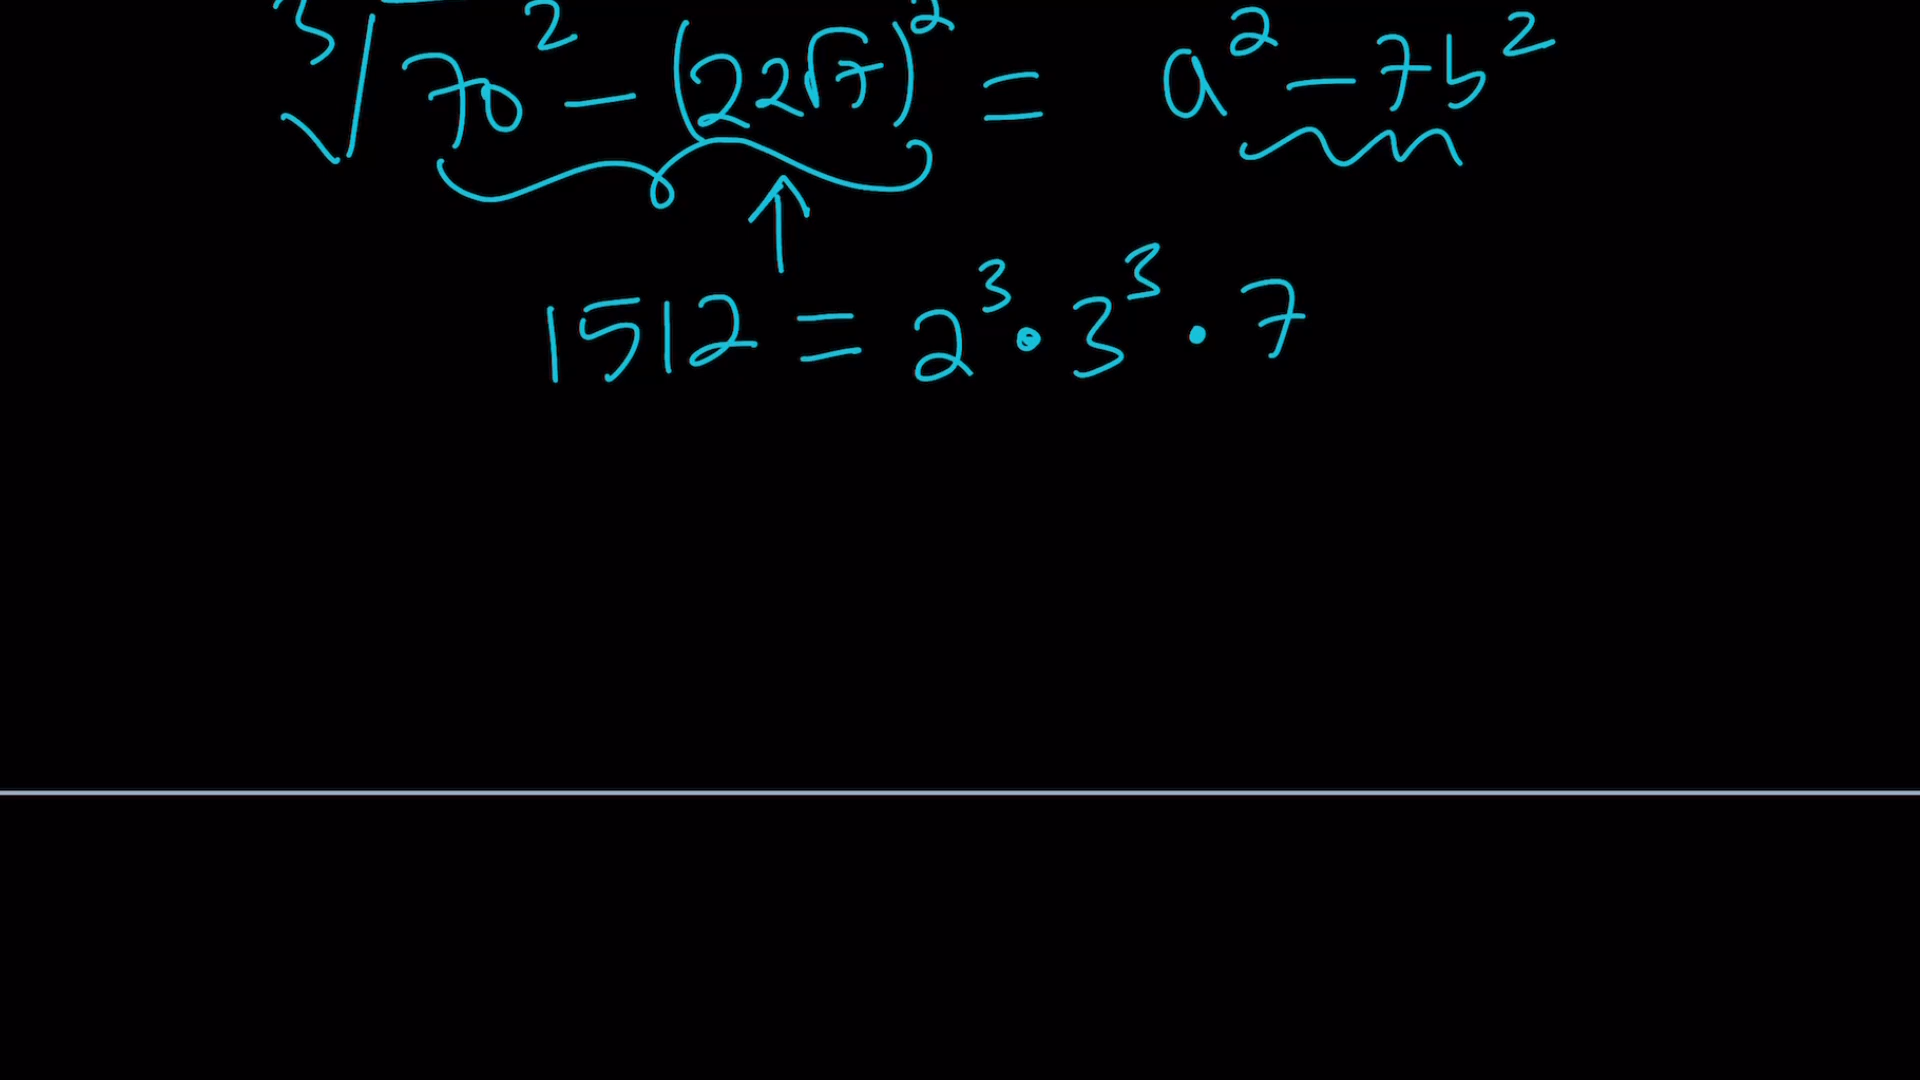 ∛(70² − (22√7)²) = a² − 7b²
1512 = 2³ · 3³ · 7